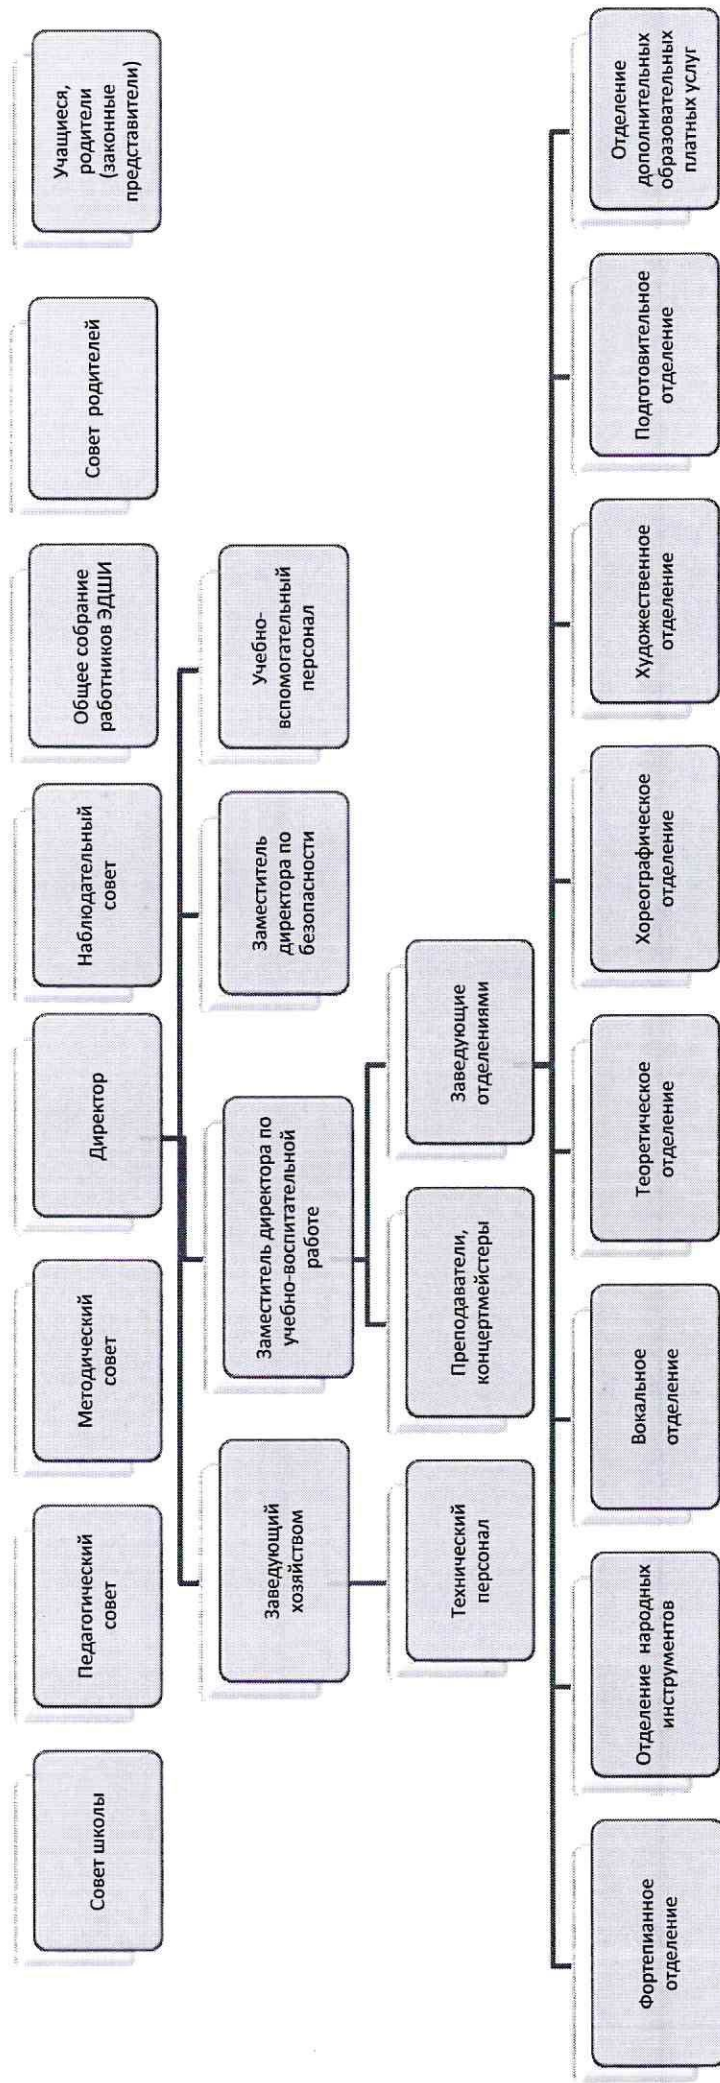 Совет школы
Педагогический
совет
Методический
совет
Директор
Наблюдательный
совет
Общее собрание
работников ЭДШИ
Совет родителей
Учащиеся,
родители
(законные
представители)
Заведующий
хозяйством
Заместитель директора по
учебно-воспитательной
работе
Заместитель
директора по
безопасности
Учебно-
вспомогательный
персонал
Технический
персонал
Преподаватели,
концертмейстеры
Заведующие
отделениями
Фортепианное
отделение
Отделение народных
инструментов
Вокальное
отделение
Теоретическое
отделение
Хореографическое
отделение
Художественное
отделение
Подготовительное
отделение
Отделение
дополнительных
образовательных
платных услуг